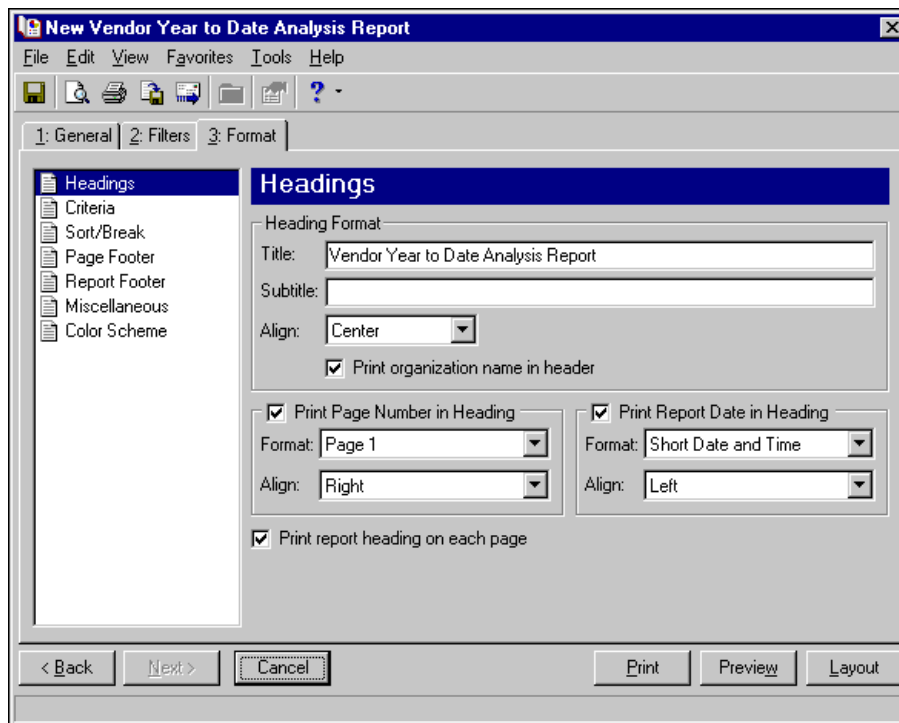 New Vendor Year to Date Analysis Report
File Edit View Favorites Tools Help
?
1: General 2: Filters 3: Format
Headings
Criteria
Sort/Break
Page Footer
Report Footer
Miscellaneous
Color Scheme
Headings
Heading Format
Title: Vendor Year to Date Analysis Report
Subtitle:
Align: Center
Print organization name in header
Print Page Number in Heading
Format: Page 1
Align: Right
Print Report Date in Heading
Format: Short Date and Time
Align: Left
Print report heading on each page
< Back Next > Cancel Print Preview Layout